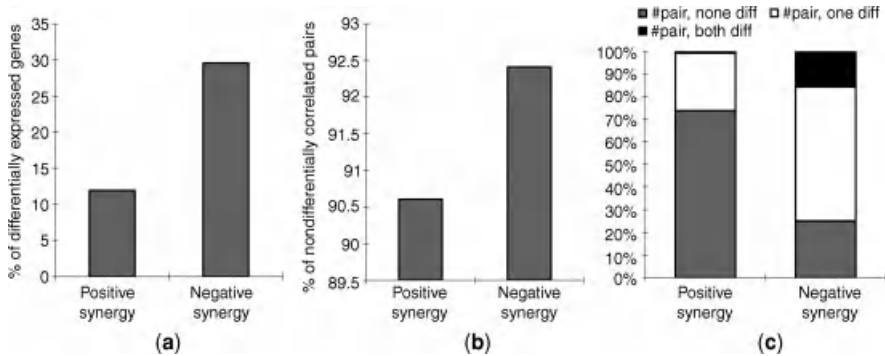 % of differentially expressed genes
35
30
25
20
15
10
5
0
Positive synergy
Negative synergy
(a)
% of nondifferentially correlated pairs
93
92.5
92
91.5
91
90.5
90
89.5
Positive synergy
Negative synergy
(b)
#pair, none diff
#pair, one diff
#pair, both diff
100%
90%
80%
70%
60%
50%
40%
30%
20%
10%
0%
Positive synergy
Negative synergy
(c)